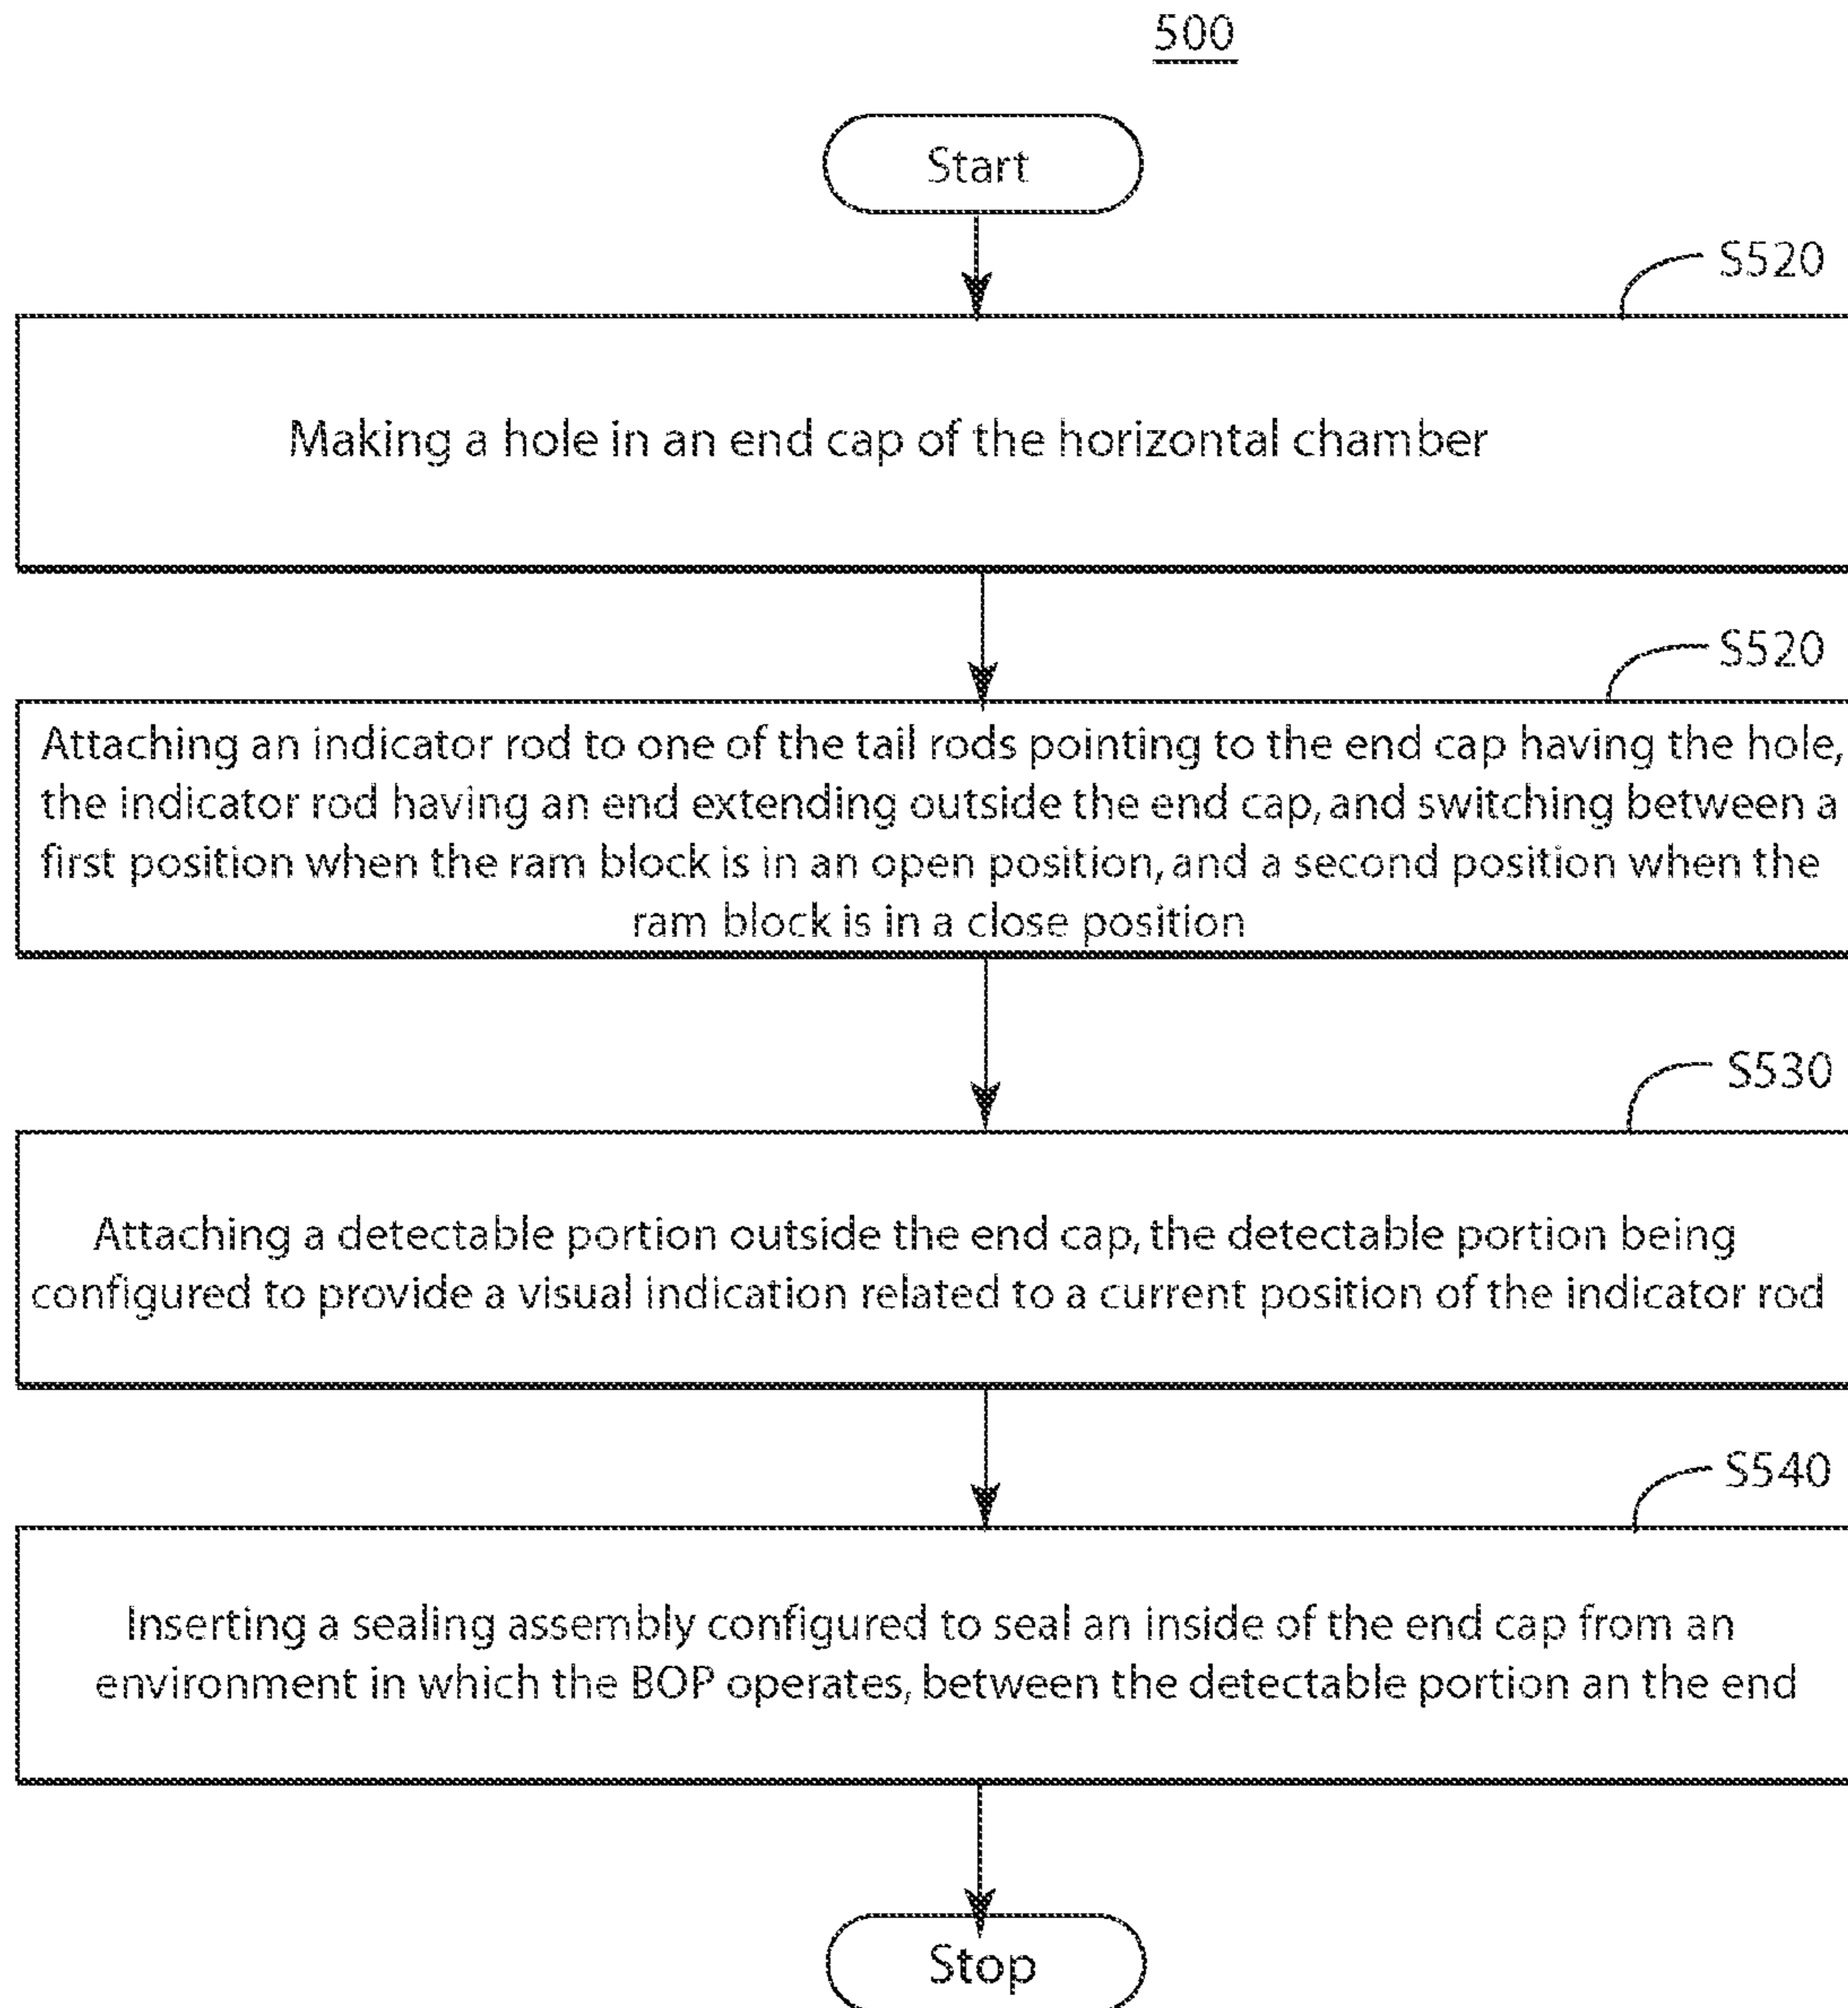 500
Start
S520
Making a hole in an end cap of the horizontal chamber
S520
Attaching an indicator rod to one of the tail rods pointing to the end cap having the hole,
the indicator rod having an end extending outside the end cap, and switching between a
first position when the ram block is in an open position, and a second position when the
ram block is in a close position
S530
Attaching a detectable portion outside the end cap, the detectable portion being
configured to provide a visual indication related to a current position of the indicator rod
S540
Inserting a sealing assembly configured to seal an inside of the end cap from an
environment in which the BOP operates, between the detectable portion an the end
Stop